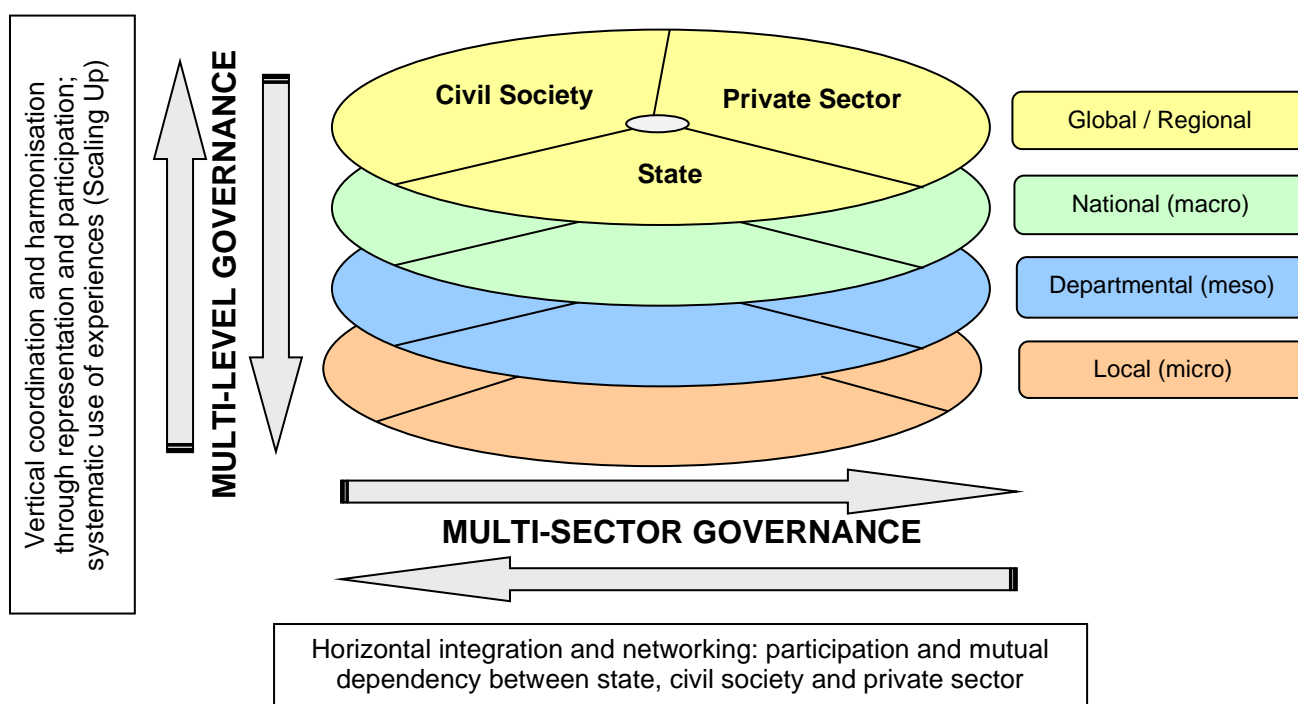 Vertical coordination and harmonisation
through representation and participation;
systematic use of experiences (Scaling Up)
MULTI-LEVEL GOVERNANCE
Civil Society
Private Sector
State
Global / Regional
National (macro)
Departmental (meso)
Local (micro)
MULTI-SECTOR GOVERNANCE
Horizontal integration and networking: participation and mutual
dependency between state, civil society and private sector